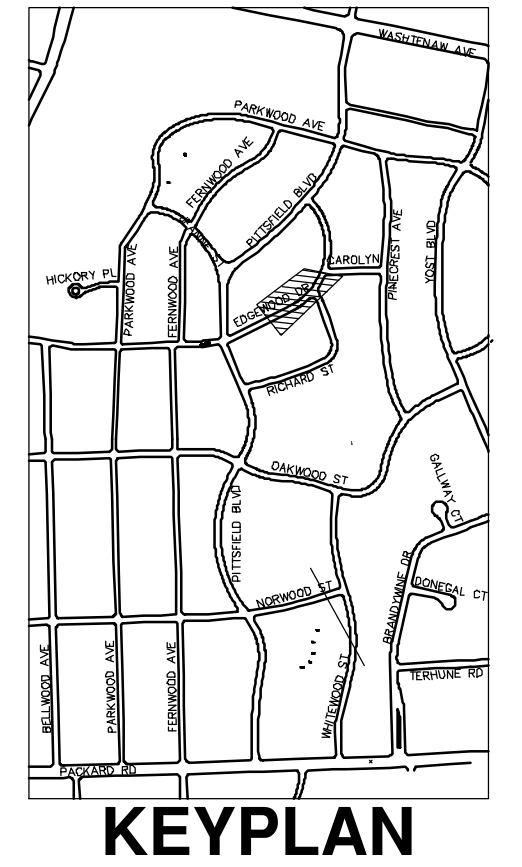 WASHTENAW AVE
PARKWOOD AVE
FERNWOOD AVE
PITTSFIELD BLVD
PINECREST AVE
YOST BLVD
CAROLYN
HICKORY PL
PARKWOOD AVE
FERNWOOD AVE
EDGEWOOD DR
RICHARD ST
OAKWOOD ST
GALLWAY CT
PITTSFIELD BLVD
DONEGAL CT
BRANDYWINE DR
NORWOOD ST
TERHUNE RD
BELLWOOD AVE
PARKWOOD AVE
FERNWOOD AVE
WHITEWOOD ST
PACKARD RD
KEYPLAN